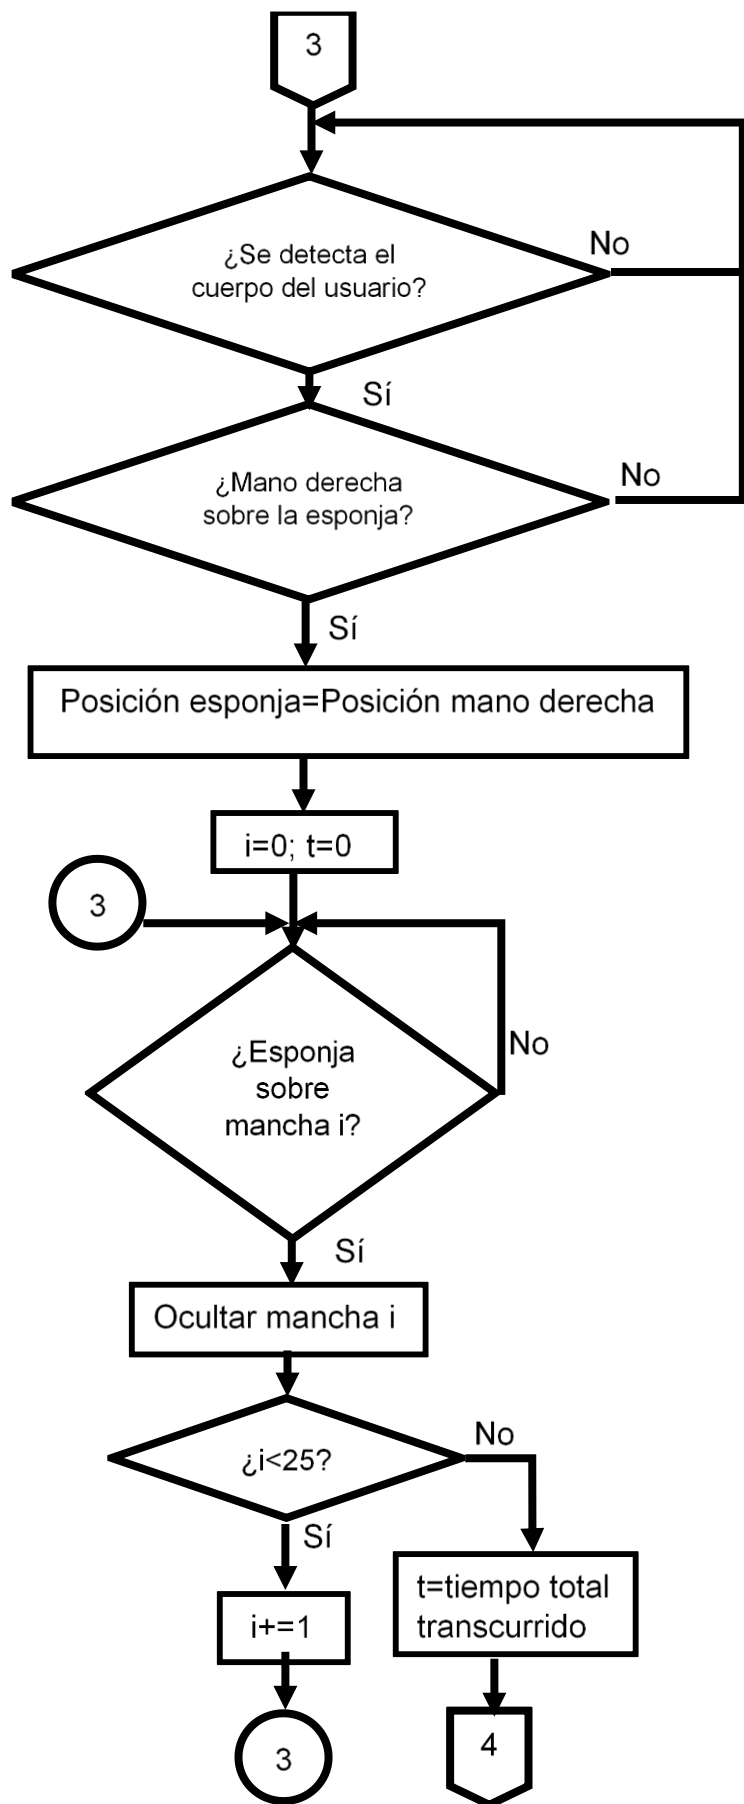 3
¿Se detecta el
cuerpo del usuario?
No
Sí
¿Mano derecha
sobre la esponja?
No
Sí
Posición esponja=Posición mano derecha
i=0; t=0
3
¿Esponja
sobre
mancha i?
No
Sí
Ocultar mancha i
¿i<25?
No
Sí
t=tiempo total
transcurrido
i+=1
3
4